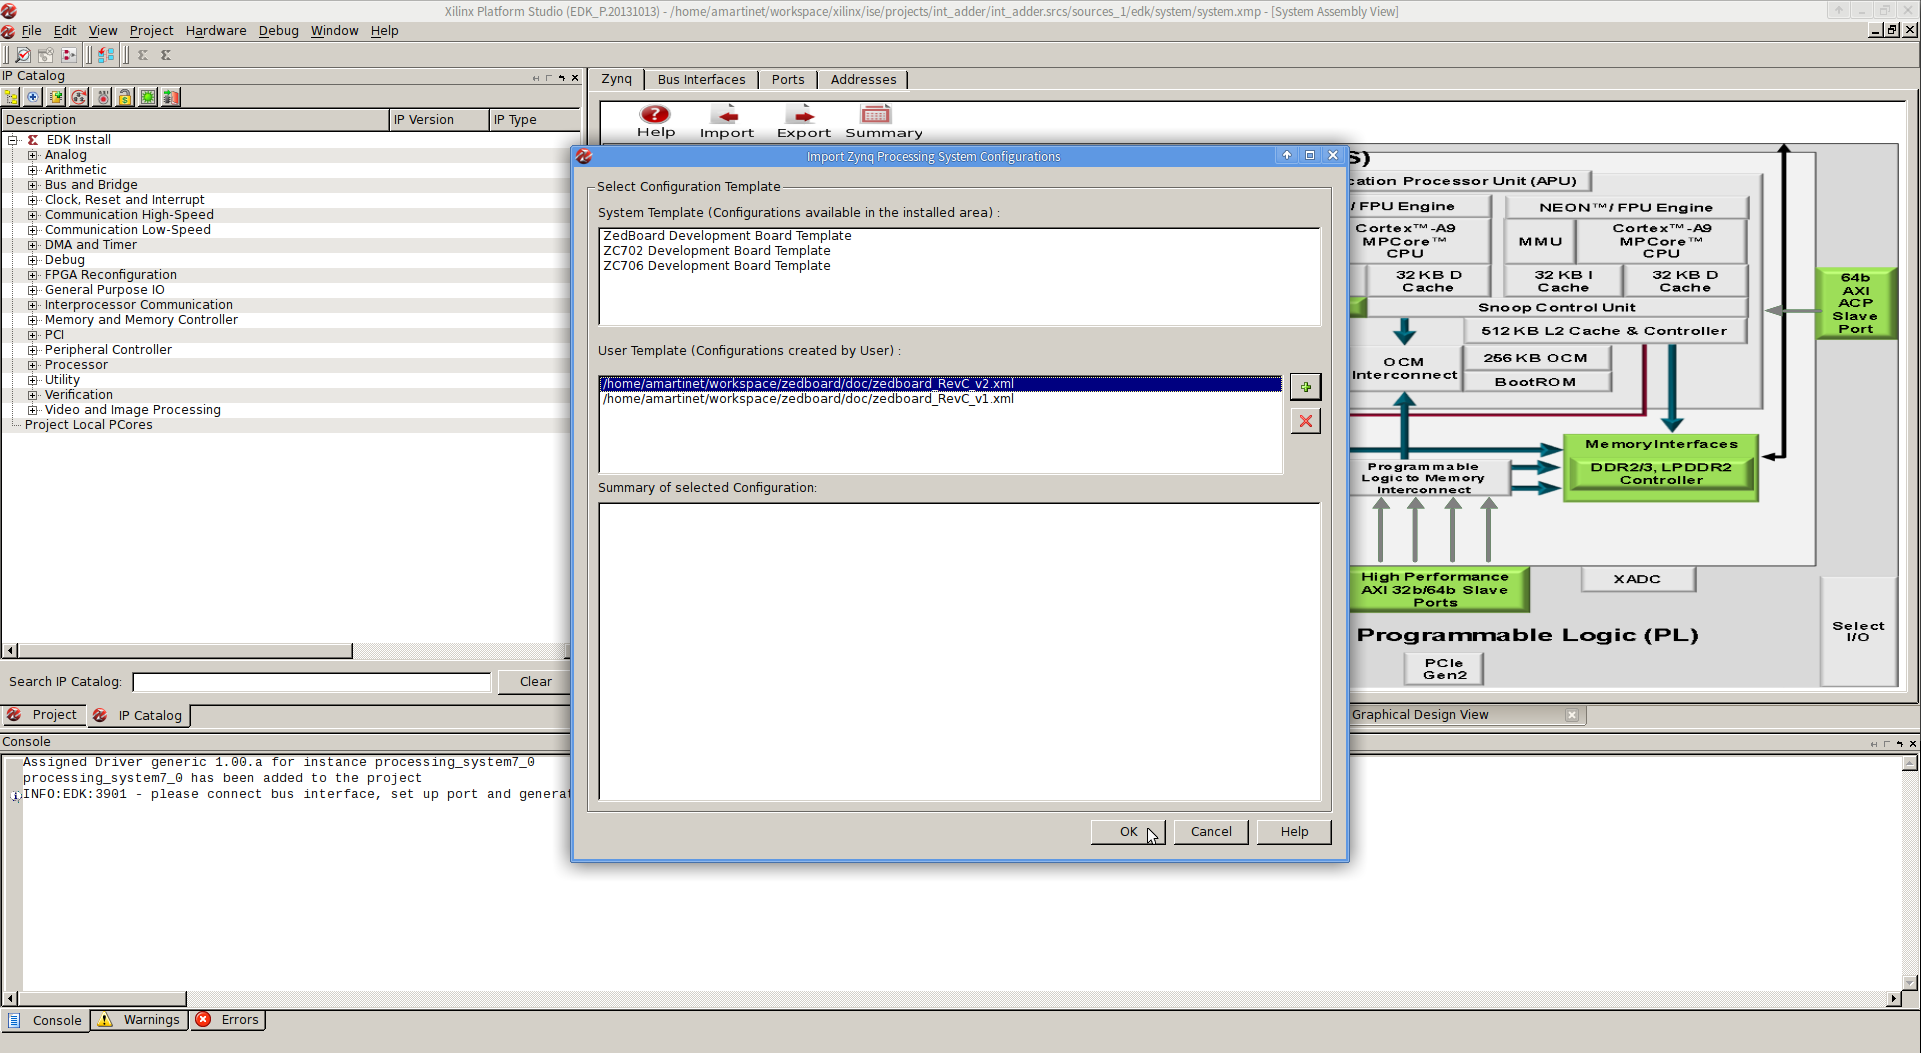 Xilinx Platform Studio (EDK_P.20131013) - /home/amartinet/workspace/xilinx/ise/projects/int_adder/int_adder.srcs/sources_1/edk/system/system.xmp - [System Assembly View]
File Edit View Project Hardware Debug Window Help
IP Catalog
Description IP Version IP Type
EDK Install
Analog
Arithmetic
Bus and Bridge
Clock, Reset and Interrupt
Communication High-Speed
Communication Low-Speed
DMA and Timer
Debug
FPGA Reconfiguration
General Purpose IO
Interprocessor Communication
Memory and Memory Controller
PCI
Peripheral Controller
Processor
Utility
Verification
Video and Image Processing
Project Local PCores
Search IP Catalog: Clear
Project IP Catalog
Zynq Bus Interfaces Ports Addresses
Help Import Export Summary
Import Zynq Processing System Configurations
Select Configuration Template
System Template (Configurations available in the installed area) :
ZedBoard Development Board Template
ZC702 Development Board Template
ZC706 Development Board Template
User Template (Configurations created by User) :
/home/amartinet/workspace/zedboard/doc/zedboard_RevC_v2.xml
/home/amartinet/workspace/zedboard/doc/zedboard_RevC_v1.xml
Summary of selected Configuration:
OK Cancel Help
S)
cation Processor Unit (APU)
/ FPU Engine
NEON™/ FPU Engine
Cortex™-A9
MPCore™
CPU
MMU
Cortex™-A9
MPCore™
CPU
32 KB D
Cache
32 KB I
Cache
32 KB D
Cache
Snoop Control Unit
512 KB L2 Cache & Controller
OCM
Interconnect
256 KB OCM
BootROM
64b
AXI
ACP
Slave
Port
Memory Interfaces
DDR2/3, LPDDR2
Controller
Programmable
Logic to Memory
Interconnect
High Performance
AXI 32b/64b Slave
Ports
XADC
Programmable Logic (PL)
PCIe
Gen2
Select
I/O
Graphical Design View
Console
Assigned Driver generic 1.00.a for instance processing_system7_0
processing_system7_0 has been added to the project
INFO:EDK:3901 - please connect bus interface, set up port and generat
Console Warnings Errors